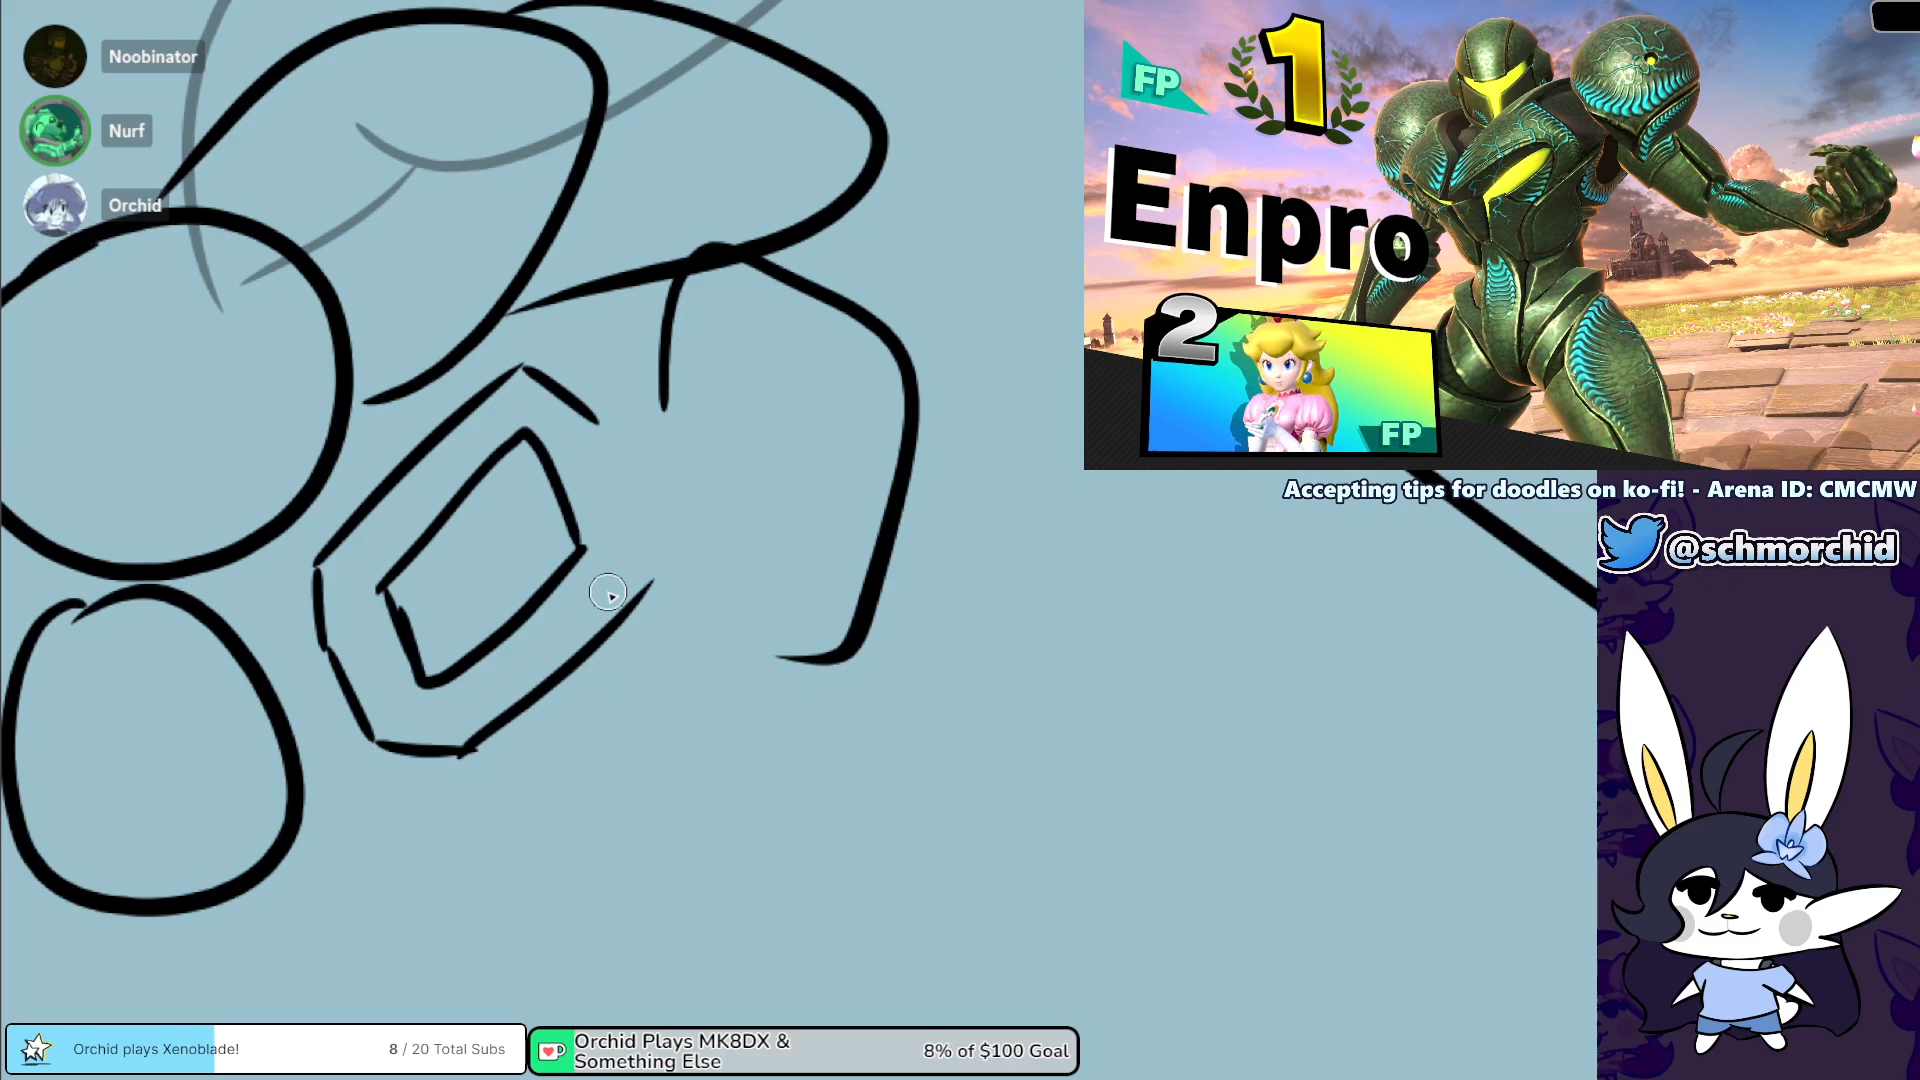 Noobinator
Nurf
Orchid
FP
1
Enpro
2
FP
Accepting tips for doodles on ko-fi! - Arena ID: CMCMW
@schmorchid
Orchid plays Xenoblade!
8 / 20 Total Subs
Orchid Plays MK8DX &
Something Else
8% of $100 Goal